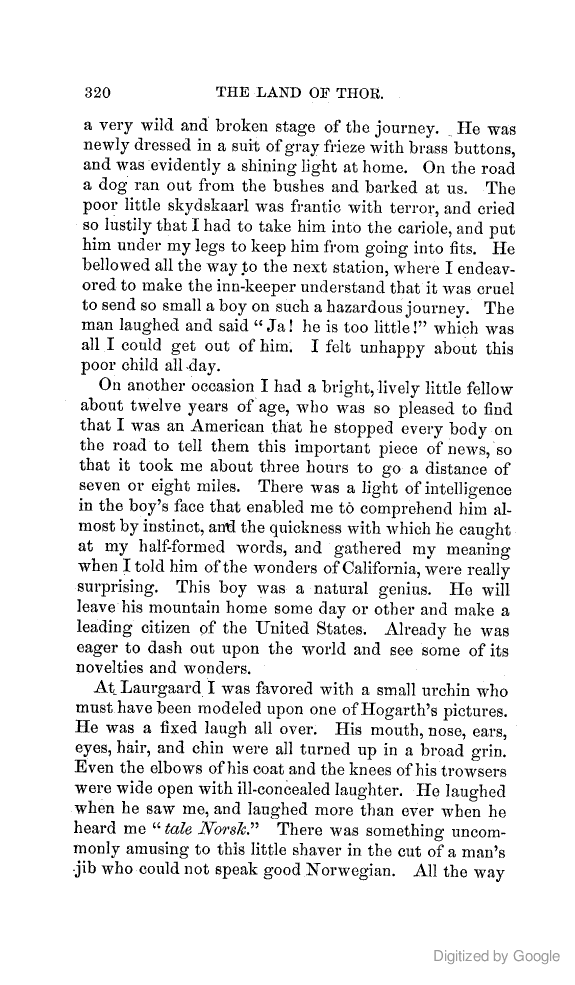 320 THE LAND OF THOR.
a very wild and broken stage of the journey. He was
newly dressed in a suit of gray frieze with brass buttons,
and was evidently a shining light at home. On the road
a dog ran out from the bushes and barked at us. The
poor little skydskaarl was frantic with terror, and cried
so lustily that I had to take him into the cariole, and put
him under my legs to keep him from going into fits. He
bellowed all the way to the next station, where I endeav-
ored to make the inn-keeper understand that it was cruel
to send so small a boy on such a hazardous journey. The
man laughed and said "Ja! he is too little!" which was
all I could get out of him. I felt unhappy about this
poor child all day.
On another occasion I had a bright, lively little fellow
about twelve years of age, who was so pleased to find
that I was an American that he stopped every body on
the road to tell them this important piece of news, so
that it took me about three hours to go a distance of
seven or eight miles. There was a light of intelligence
in the boy's face that enabled me to comprehend him al-
most by instinct, and the quickness with which he caught
at my half-formed words, and gathered my meaning
when I told him of the wonders of California, were really
surprising. This boy was a natural genius. He will
leave his mountain home some day or other and make a
leading citizen of the United States. Already he was
eager to dash out upon the world and see some of its
novelties and wonders.
At Laurgaard I was favored with a small urchin who
must have been modeled upon one of Hogarth's pictures.
He was a fixed laugh all over. His mouth, nose, ears,
eyes, hair, and chin were all turned up in a broad grin.
Even the elbows of his coat and the knees of his trowsers
were wide open with ill-concealed laughter. He laughed
when he saw me, and laughed more than ever when he
heard me "tale Norsk." There was something uncom-
monly amusing to this little shaver in the cut of a man's
jib who could not speak good Norwegian. All the way
Digitized by Google